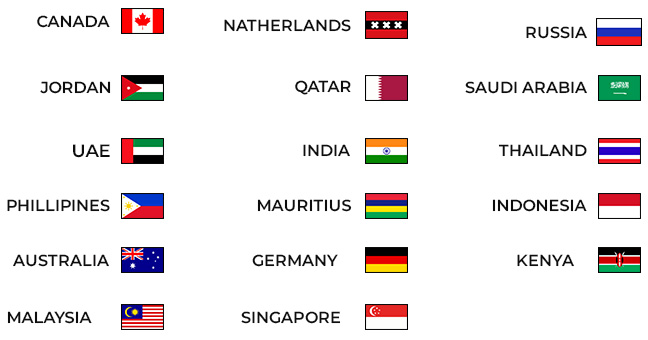 CANADA
NATHERLANDS
RUSSIA
JORDAN
QATAR
SAUDI ARABIA
UAE
INDIA
THAILAND
PHILLIPINES
MAURITIUS
INDONESIA
AUSTRALIA
GERMANY
KENYA
MALAYSIA
SINGAPORE